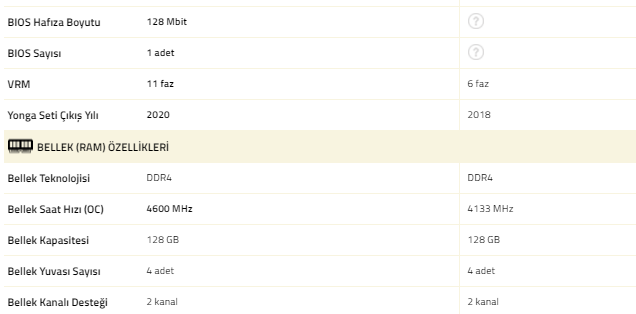 BIOS Hafıza Boyutu 128 Mbit ?
BIOS Sayısı 1 adet ?
VRM 11 faz 6 faz
Yonga Seti Çıkış Yılı 2020 2018
BELLEK (RAM) ÖZELLİKLERİ
Bellek Teknolojisi DDR4 DDR4
Bellek Saat Hızı (OC) 4600 MHz 4133 MHz
Bellek Kapasitesi 128 GB 128 GB
Bellek Yuvası Sayısı 4 adet 4 adet
Bellek Kanalı Desteği 2 kanal 2 kanal